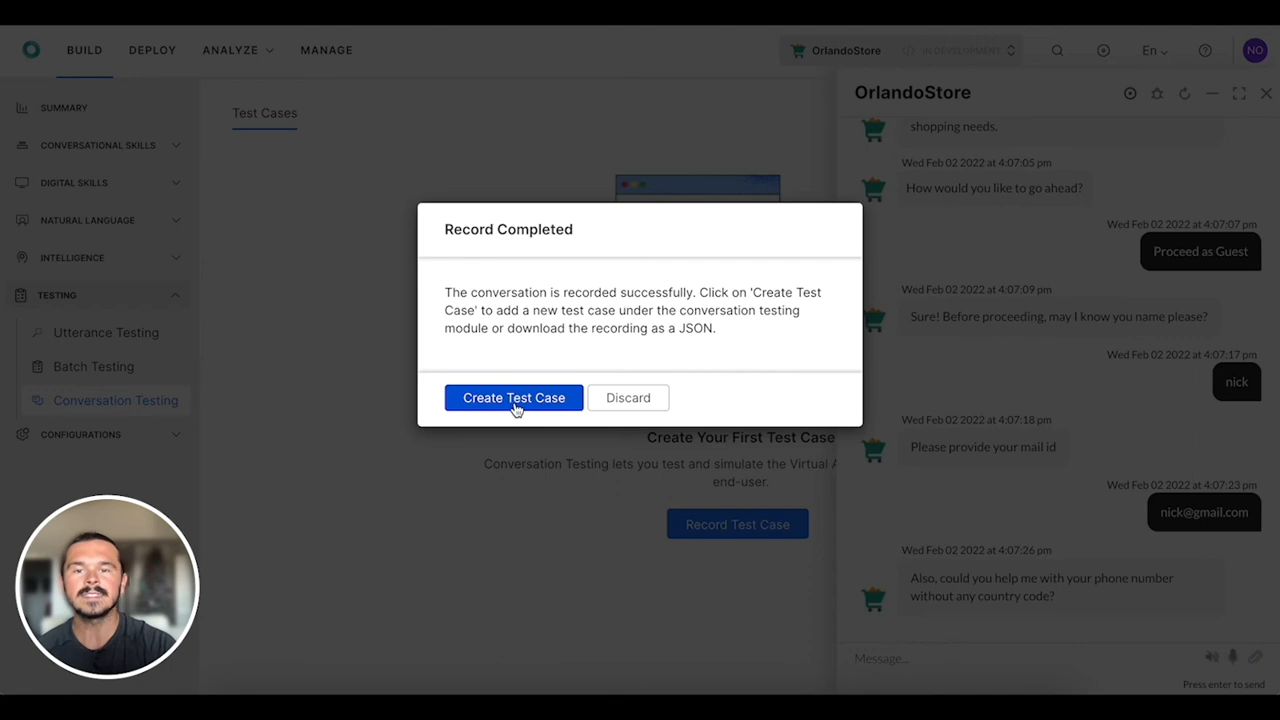 BUILD
DEPLOY
ANALYZE
MANAGE
OrlandoStore
IN DEVELOPMENT
En
NO
SUMMARY
CONVERSATIONAL SKILLS
DIGITAL SKILLS
NATURAL LANGUAGE
INTELLIGENCE
TESTING
Utterance Testing
Batch Testing
Conversation Testing
CONFIGURATIONS
Test Cases
Record Completed
The conversation is recorded successfully. Click on 'Create Test
Case' to add a new test case under the conversation testing
module or download the recording as a JSON.
Create Test Case
Discard
Create Your First Test Case
Conversation Testing lets you test and simulate the Virtual A
end-user.
Record Test Case
OrlandoStore
shopping needs.
Wed Feb 02 2022 at 4:07:05 pm
How would you like to go ahead?
Wed Feb 02 2022 at 4:07:07 pm
Proceed as Guest
Wed Feb 02 2022 at 4:07:09 pm
Sure! Before proceeding, may I know you name please?
Wed Feb 02 2022 at 4:07:17 pm
nick
Wed Feb 02 2022 at 4:07:18 pm
Please provide your mail id
Wed Feb 02 2022 at 4:07:23 pm
nick@gmail.com
Wed Feb 02 2022 at 4:07:26 pm
Also, could you help me with your phone number
without any country code?
Message...
Press enter to send